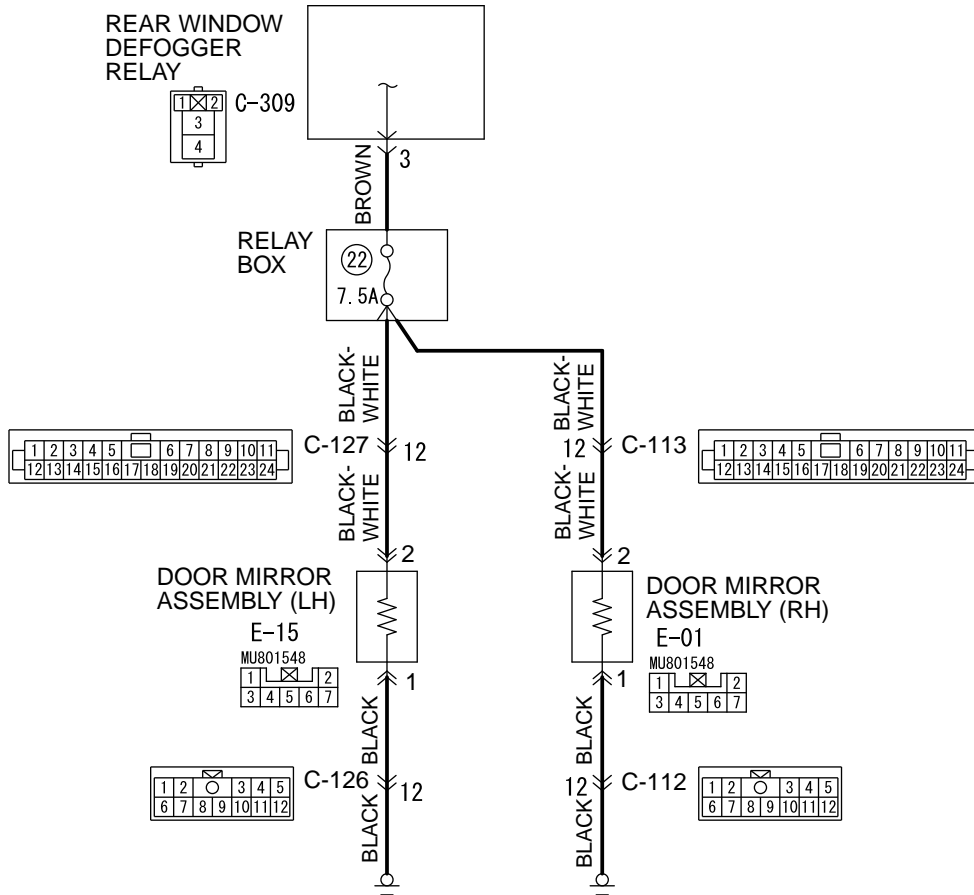 REAR WINDOW
DEFOGGER
RELAY
C-309
1 2
3
4
3
BROWN
RELAY
BOX
22
7.5A
BLACK-
WHITE
BLACK-
WHITE
1 2 3 4 5 6 7 8 9 10 11
12 13 14 15 16 17 18 19 20 21 22 23 24
C-127
12
12
C-113
1 2 3 4 5 6 7 8 9 10 11
12 13 14 15 16 17 18 19 20 21 22 23 24
BLACK-
WHITE
BLACK-
WHITE
2
2
DOOR MIRROR
ASSEMBLY (LH)
E-15
MU801548
1 2
3 4 5 6 7
1
DOOR MIRROR
ASSEMBLY (RH)
E-01
MU801548
1 2
3 4 5 6 7
1
BLACK
BLACK
1 2 3 4 5
6 7 8 9 10 11 12
C-126
12
12
C-112
1 2 3 4 5
6 7 8 9 10 11 12
BLACK
BLACK